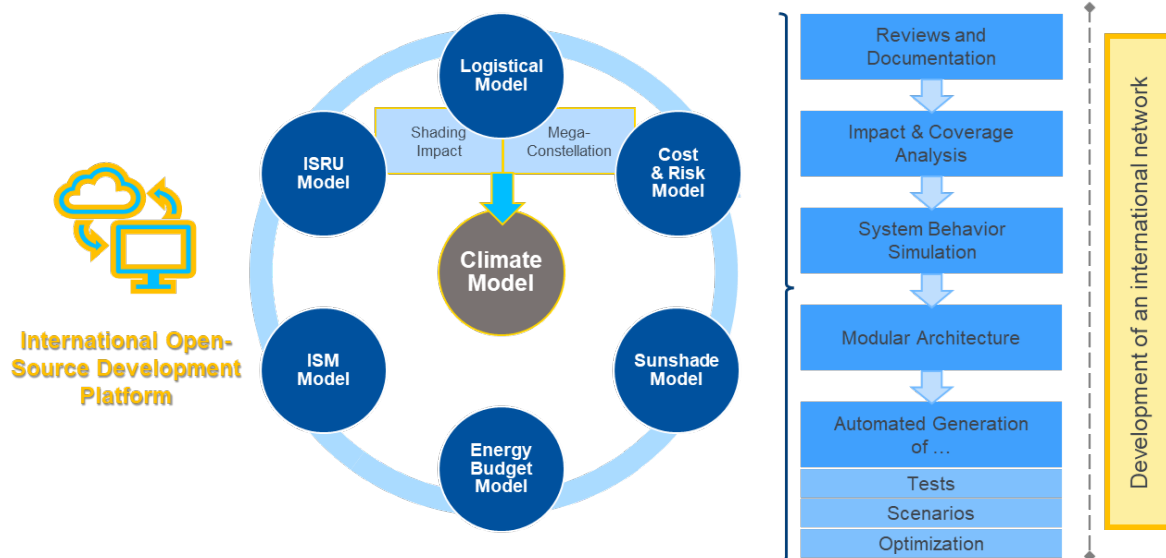 International Open-
Source Development
Platform
Logistical
Model
Shading
Impact
Mega-
Constellation
ISRU
Model
Cost
& Risk
Model
Climate
Model
ISM
Model
Sunshade
Model
Energy
Budget
Model
Reviews and
Documentation
Impact & Coverage
Analysis
System Behavior
Simulation
Modular Architecture
Automated Generation
of ...
Tests
Scenarios
Optimization
Development of an international network